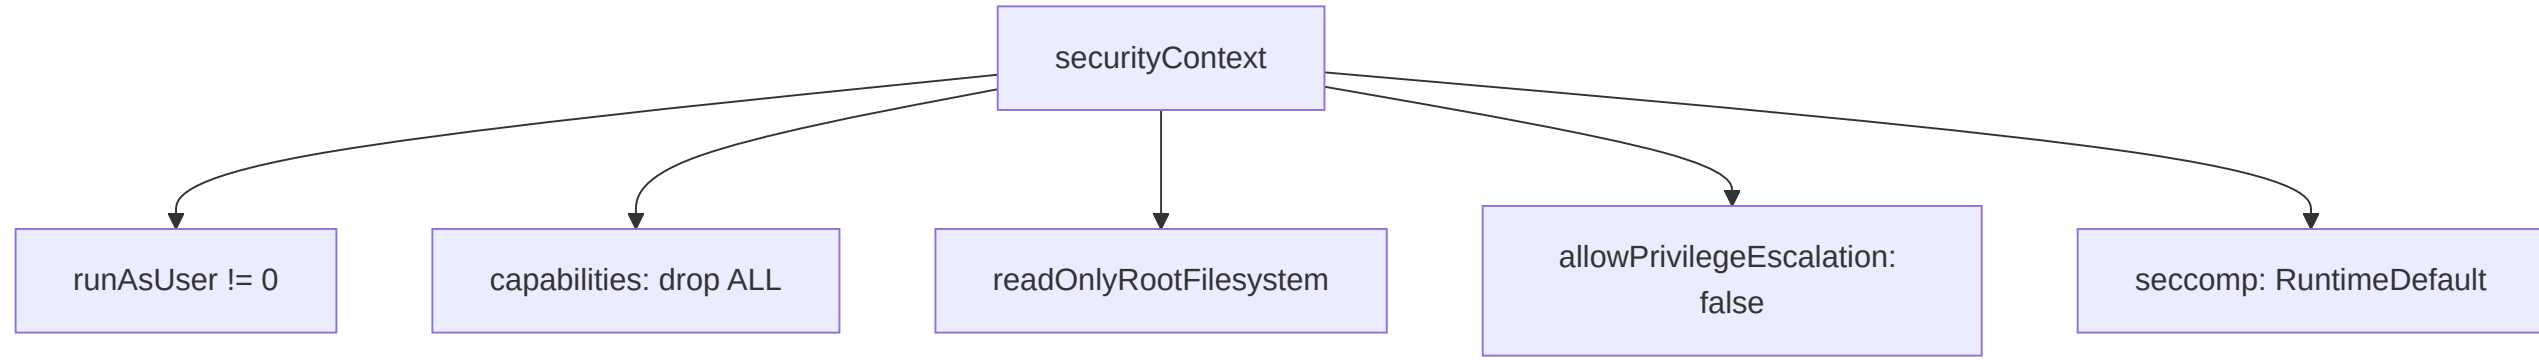 securityContext
runAsUser != 0
capabilities: drop ALL
readOnlyRootFilesystem
allowPrivilegeEscalation:
false
seccomp: RuntimeDefault